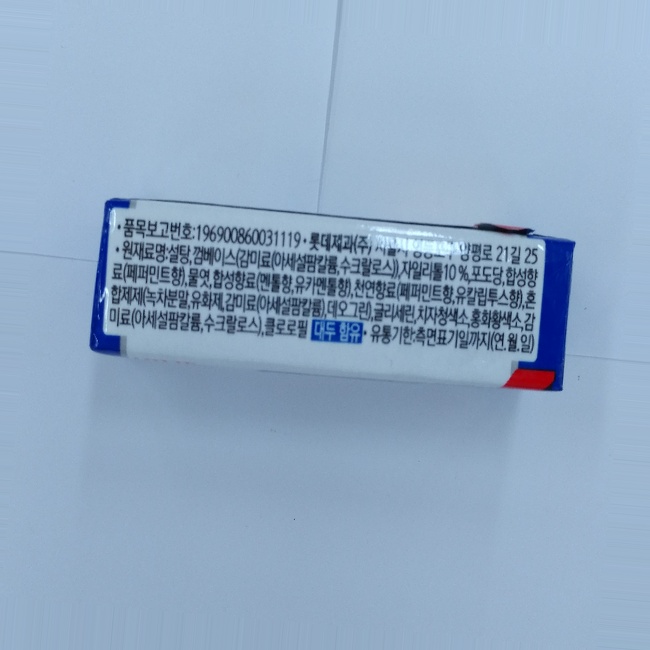 ·품목보고번호:196900860031119·롯데제과(주) 양평로 21길 25
·원재료명:설탕,껌베이스(감미료(아세설팜칼륨,수크랄로스)),자일리톨10%,포도당,합성향
료(페퍼민트향),물엿,합성향료(멘톨향,유카멘톨향),천연향료(페퍼민트향,유칼립투스향),혼
합제제(녹차분말,유화제,감미료(아세설팜칼륨),데오그린),글리세린,치자청색소,홍화황색소,감
미료(아세설팜칼륨,수크랄로스),클로로필 대두 함유·유통기한:측면표기일까지(연,월,일)